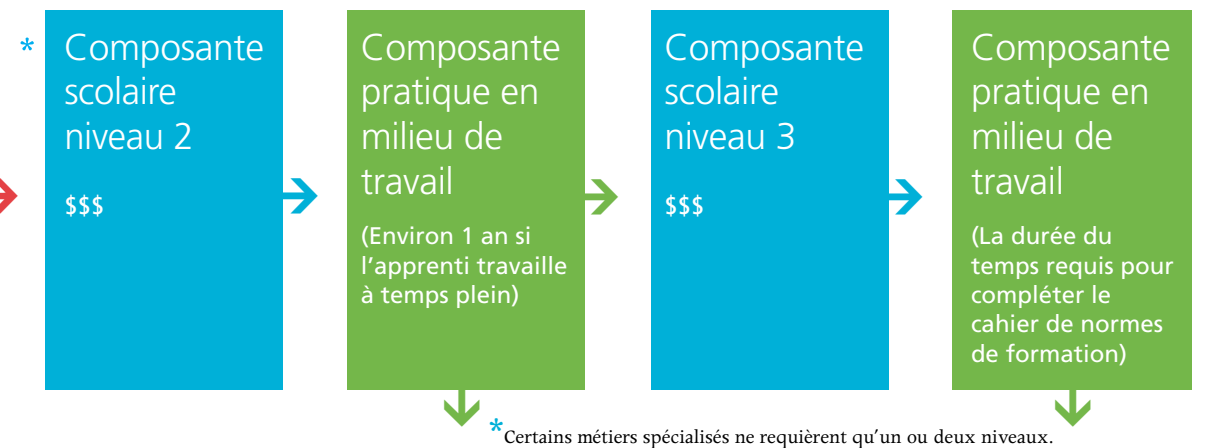 *
Composante
scolaire
niveau 2
$$$
Composante
pratique en
milieu de
travail
(Environ 1 an si
l'apprenti travaille
à temps plein)
Composante
scolaire
niveau 3
$$$
Composante
pratique en
milieu de
travail
(La durée du
temps requis pour
compléter le
cahier de normes
de formation)
*Certains métiers spécialisés ne requièrent qu'un ou deux niveaux.